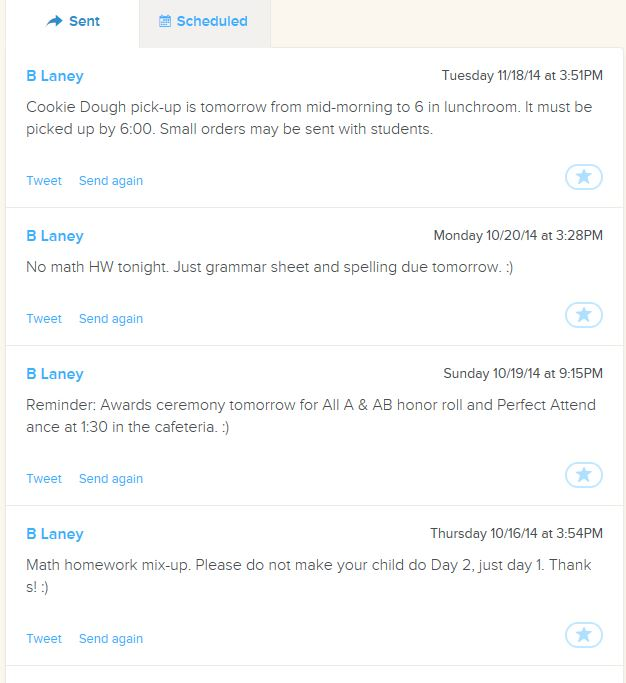 Sent Scheduled
B Laney Tuesday 11/18/14 at 3:51PM
Cookie Dough pick-up is tomorrow from mid-morning to 6 in lunchroom. It must be
picked up by 6:00. Small orders may be sent with students.
Tweet Send again
B Laney Monday 10/20/14 at 3:28PM
No math HW tonight. Just grammar sheet and spelling due tomorrow. :)
Tweet Send again
B Laney Sunday 10/19/14 at 9:15PM
Reminder: Awards ceremony tomorrow for All A & AB honor roll and Perfect Attend
ance at 1:30 in the cafeteria. :)
Tweet Send again
B Laney Thursday 10/16/14 at 3:54PM
Math homework mix-up. Please do not make your child do Day 2, just day 1. Thank
s! :)
Tweet Send again